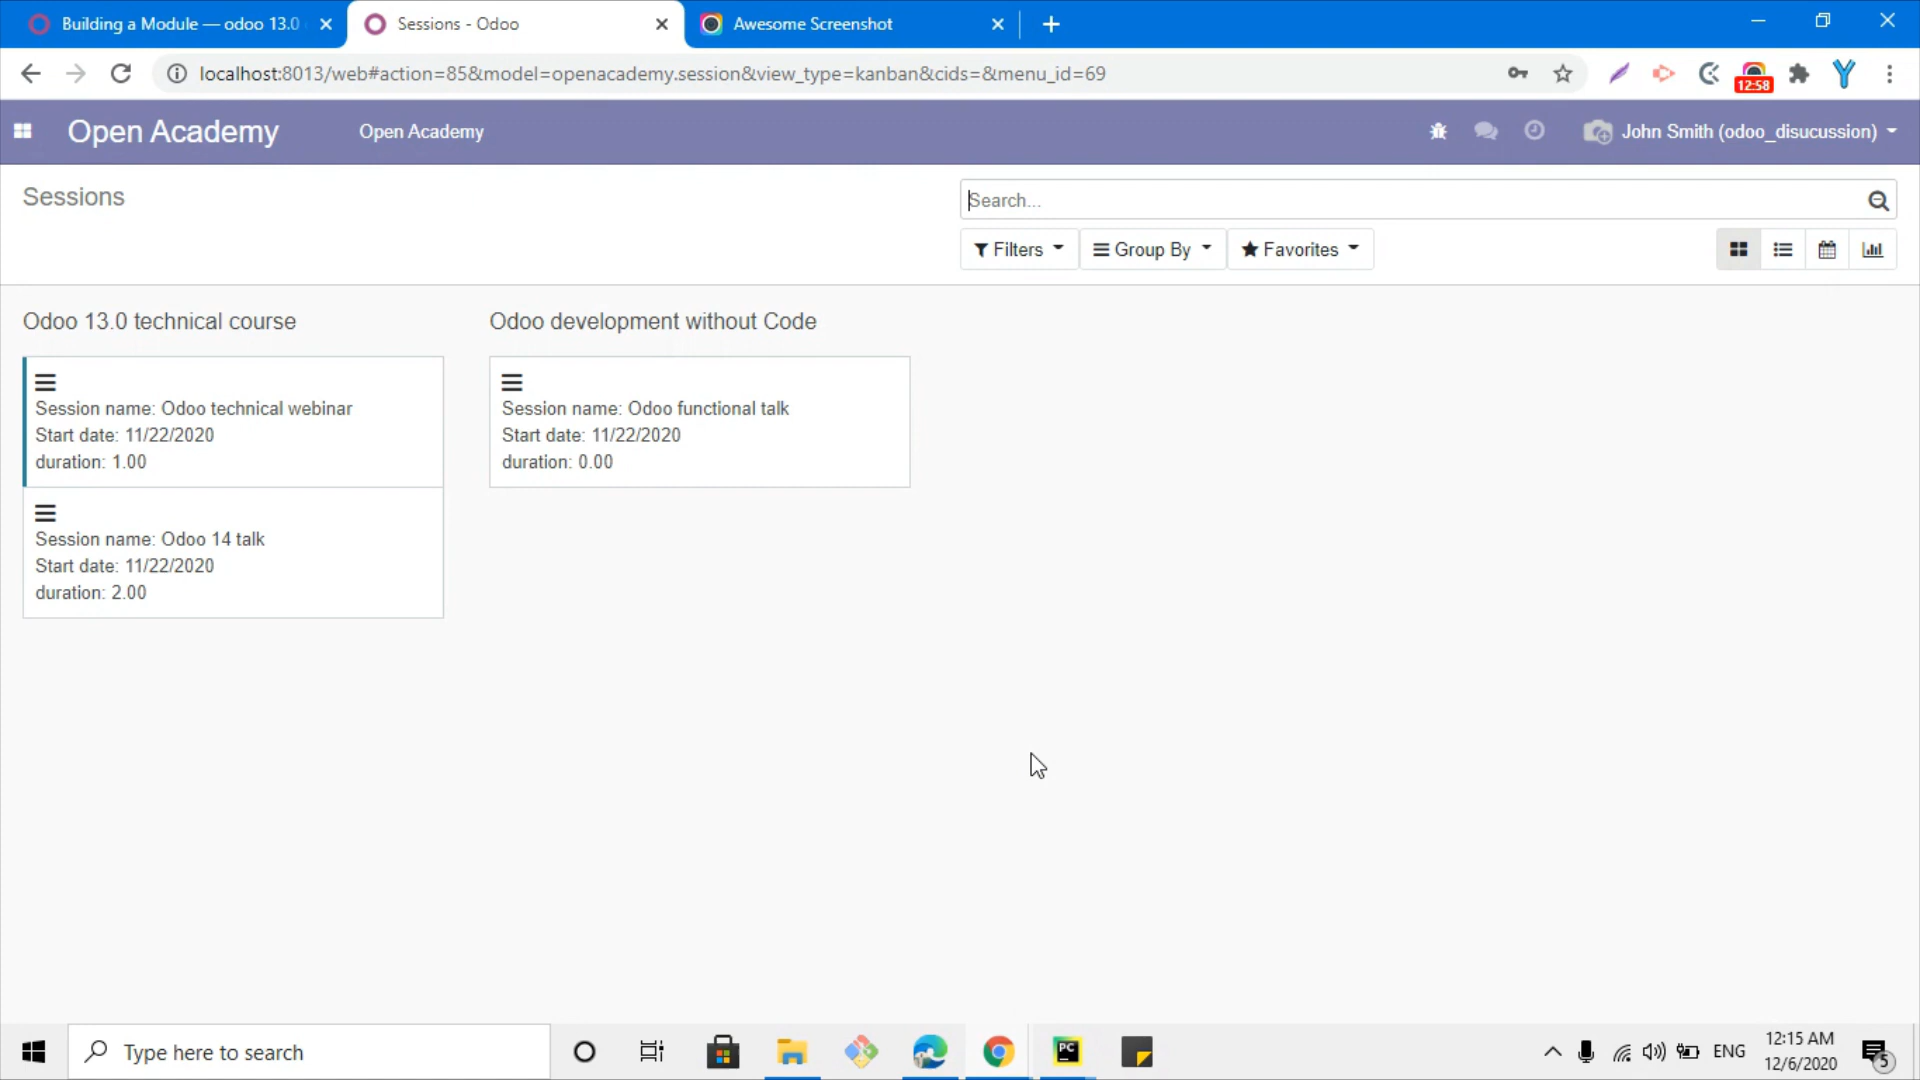 Building a Module — odoo 13.0
Sessions - Odoo
Awesome Screenshot
localhost:8013/web#action=85&model=openacademy.session&view_type=kanban&cids=&menu_id=69
12:58
Open Academy
Open Academy
John Smith (odoo_disucussion)
Sessions
Search...
Filters
Group By
Favorites
Odoo 13.0 technical course
Session name: Odoo technical webinar
Start date: 11/22/2020
duration: 1.00
Session name: Odoo 14 talk
Start date: 11/22/2020
duration: 2.00
Odoo development without Code
Session name: Odoo functional talk
Start date: 11/22/2020
duration: 0.00
Type here to search
PC
ENG
12:15 AM
12/6/2020
5